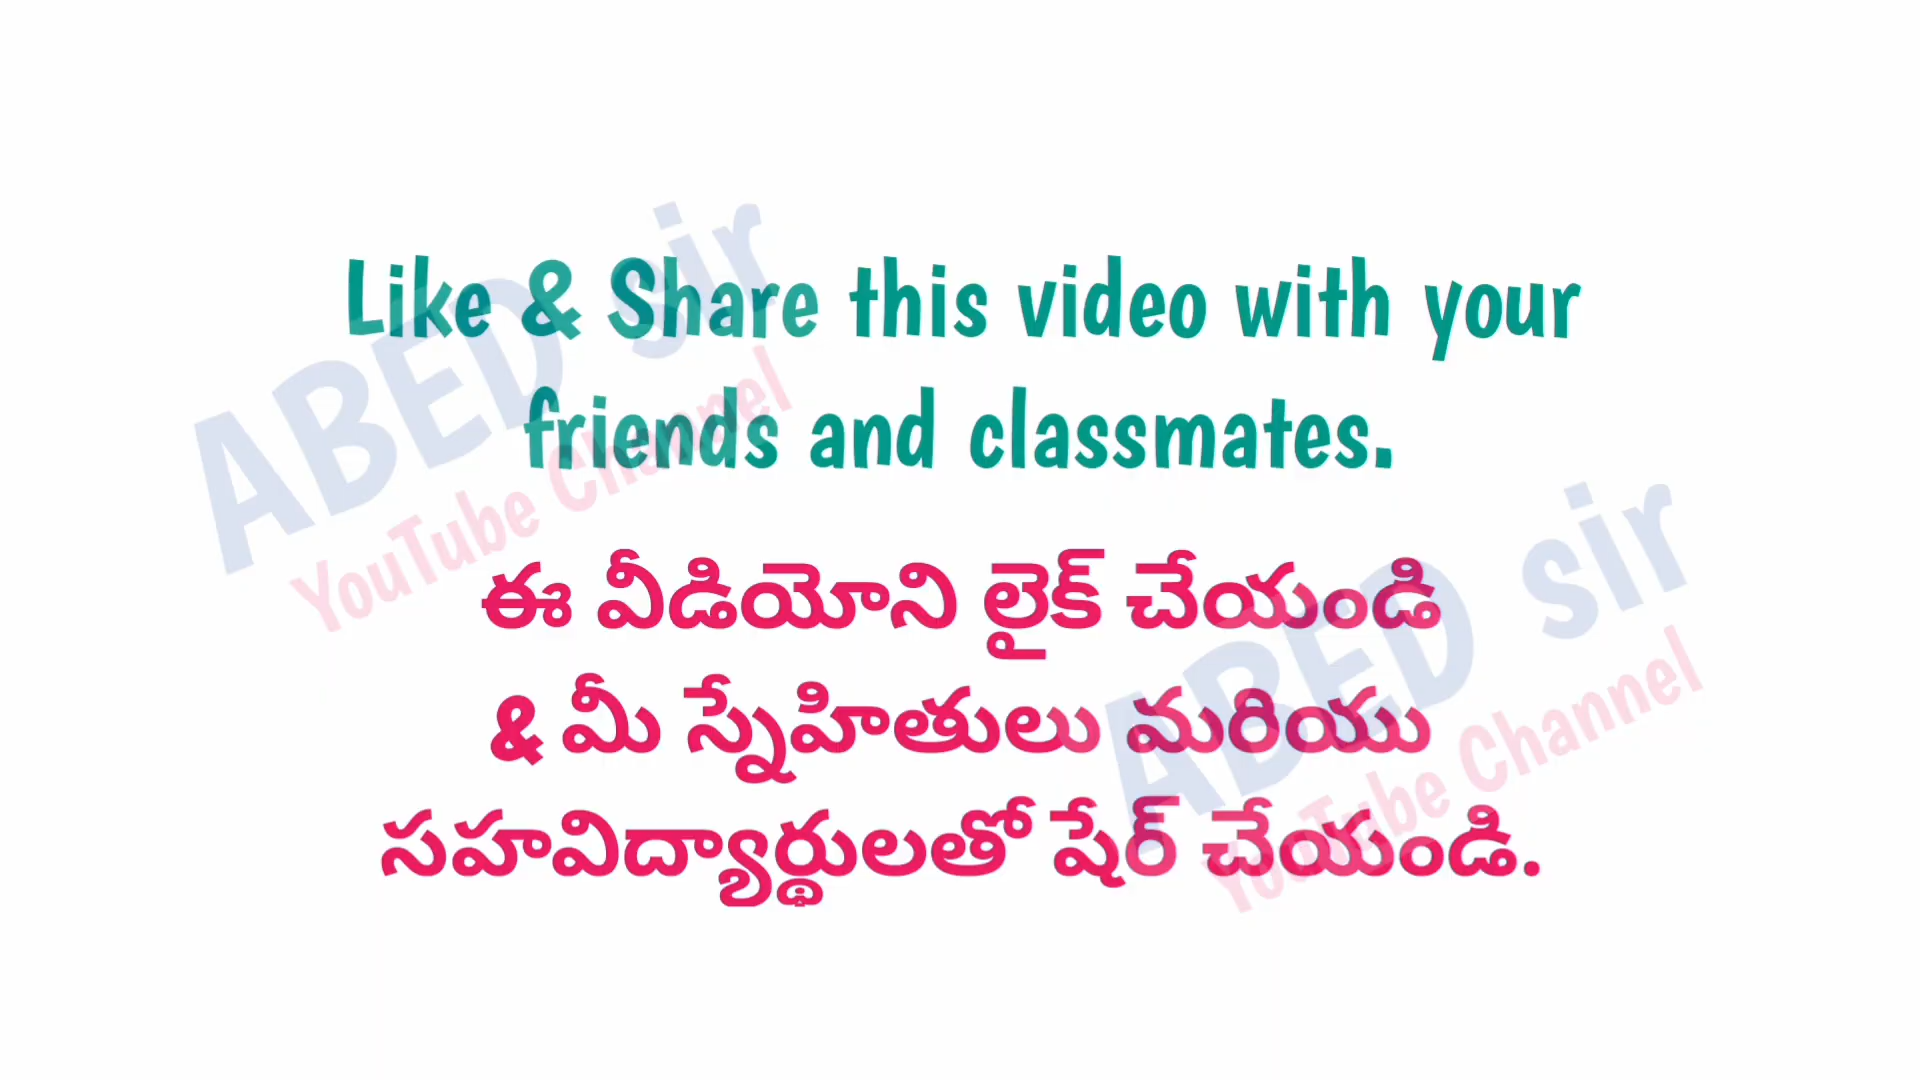 Like & Share this video with your
friends and classmates.
ఈ వీడియోని లైక్ చేయండి
& మీ స్నేహితులు మరియు
సహవిద్యార్థులతో షేర్ చేయండి.
ABED sir
YouTube Channel
ABED sir
YouTube Channel